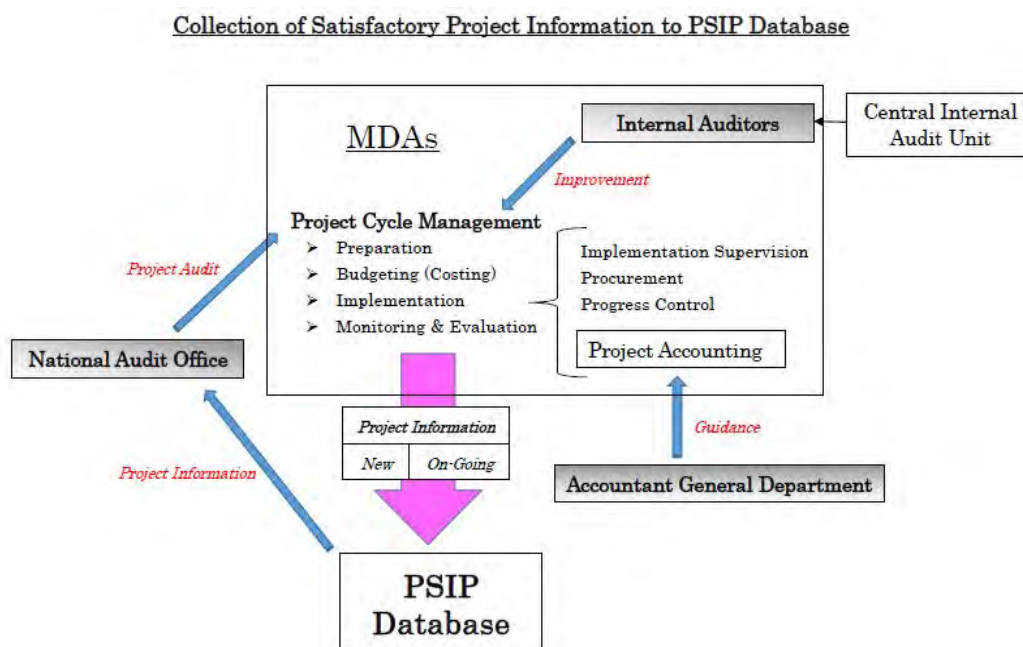 Collection of Satisfactory Project Information to PSIP Database
MDAs
Internal Auditors
Central Internal
Audit Unit
Improvement
Project Cycle Management
➢ Preparation
➢ Budgeting (Costing)
➢ Implementation
➢ Monitoring & Evaluation
Implementation Supervision
Procurement
Progress Control
Project Accounting
Project Audit
National Audit Office
Project Information
New
On-Going
Guidance
Project Information
Accountant General Department
PSIP
Database